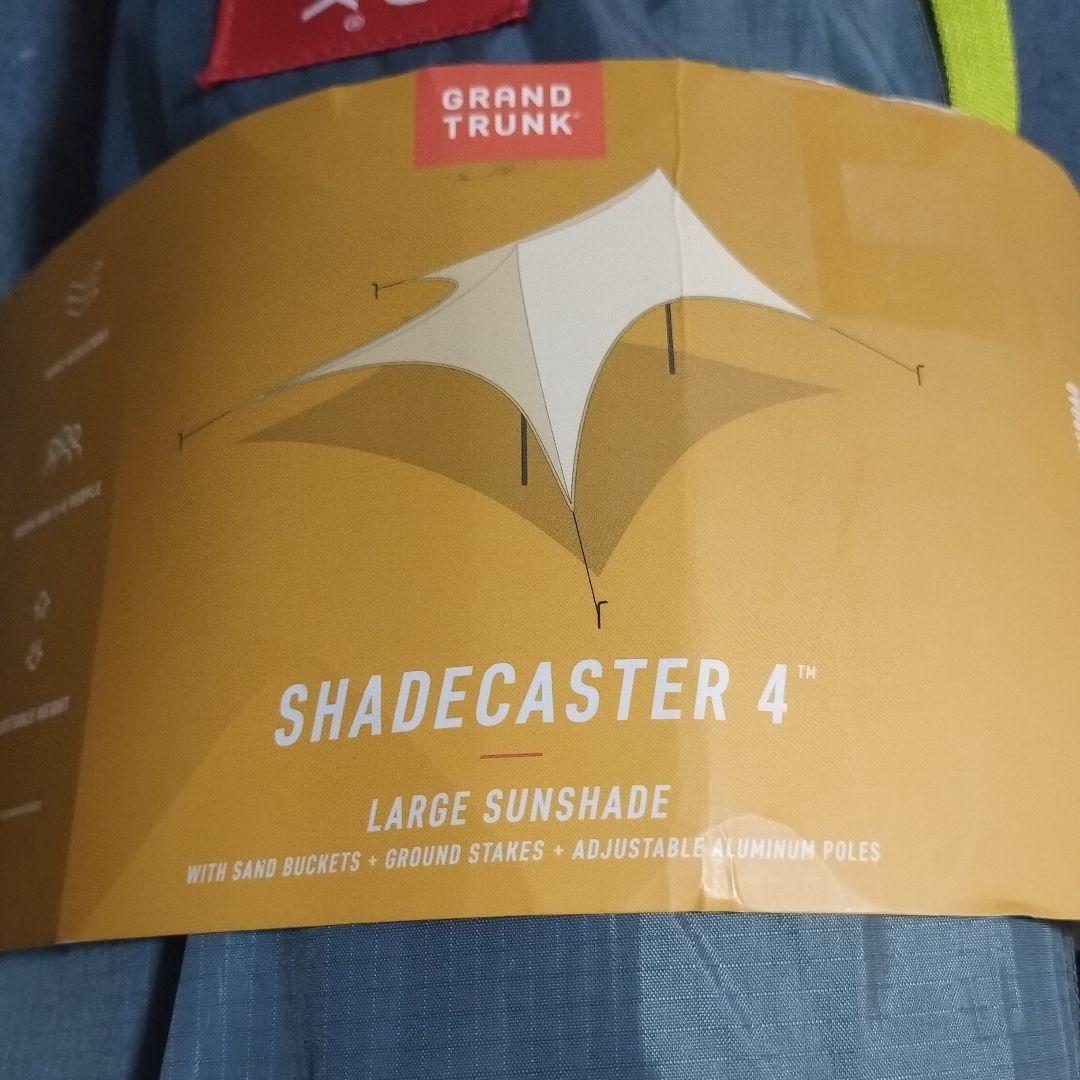 GRAND
TRUNK
SHADECASTER 4™
LARGE SUNSHADE
WITH SAND BUCKETS + GROUND STAKES + ADJUSTABLE ALUMINUM POLES